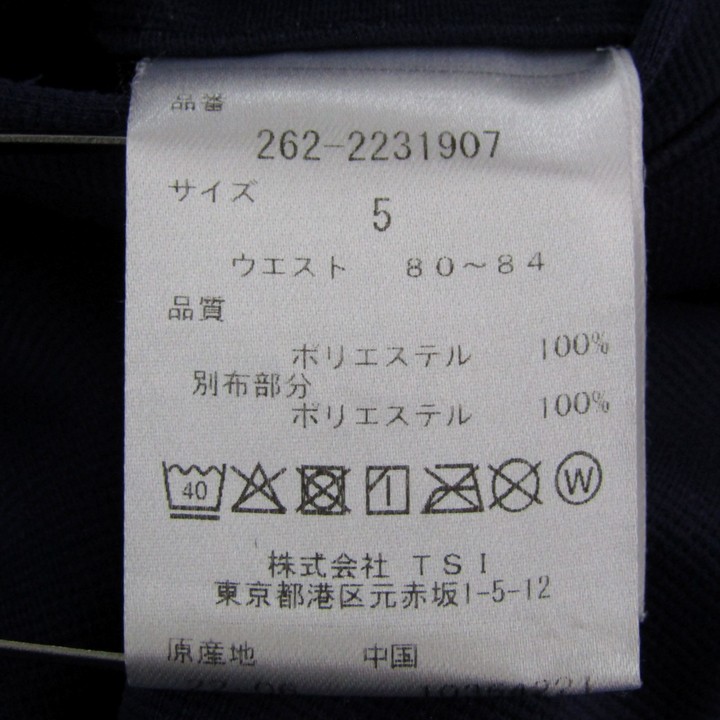 品番
262-2231907
サイズ
5
ウエスト 80〜84
品質
ポリエステル 100%
別布部分
ポリエステル 100%
40 W
株式会社 TSI
東京都港区元赤坂1-5-12
原産地 中国